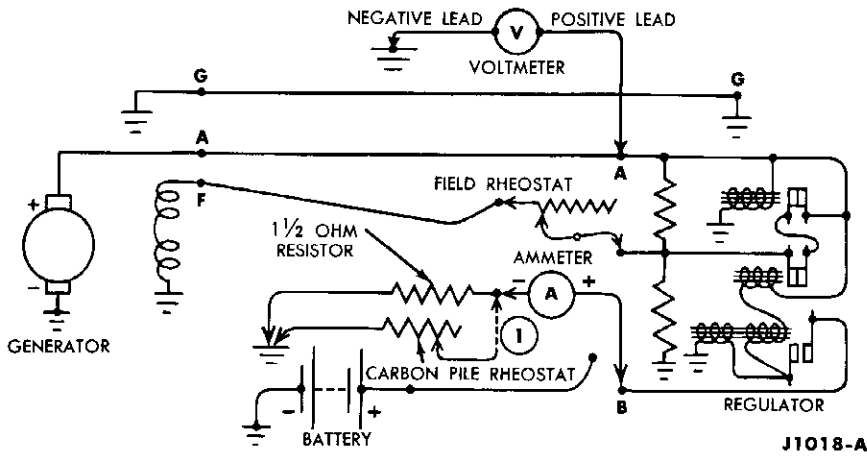 NEGATIVE LEAD
V
POSITIVE LEAD
VOLTMETER
G
G
A
A
F
FIELD RHEOSTAT
+
-
1½ OHM
RESISTOR
AMMETER
-
A
+
1
GENERATOR
CARBON PILE RHEOSTAT
B
-
+
BATTERY
REGULATOR
J1018-A